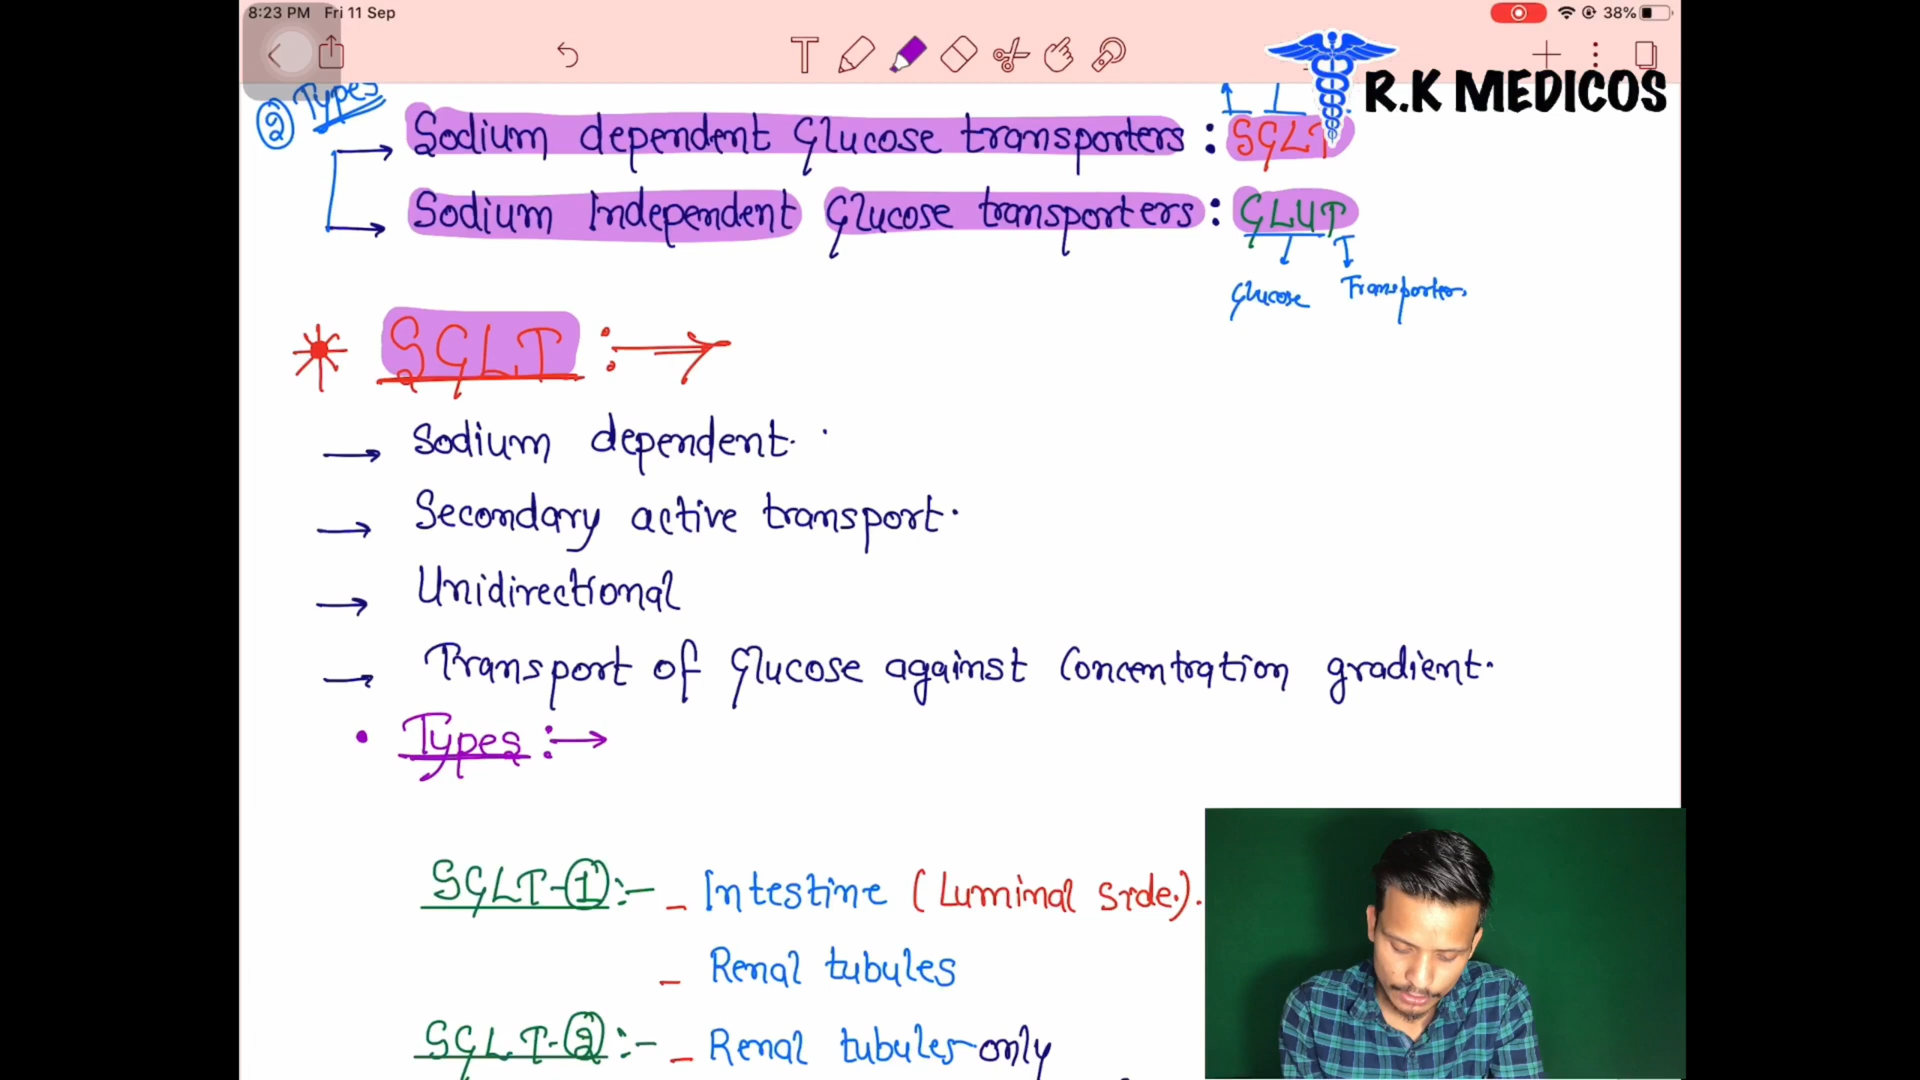 8:23 PM Fri 11 Sep
38%
R.K MEDICOS
② Types
Sodium dependent Glucose transporters : SGLT
Sodium Independent Glucose transporters : GLUT
Glucose Transporters
SGLT :→
→ Sodium dependent.
→ Secondary active transport.
→ Unidirectional
→ Transport of glucose against Concentration gradient.
• Types :→
SGLT-① :- - Intestine (Luminal side.).
- Renal tubules
SGLT-② :- - Renal tubules only